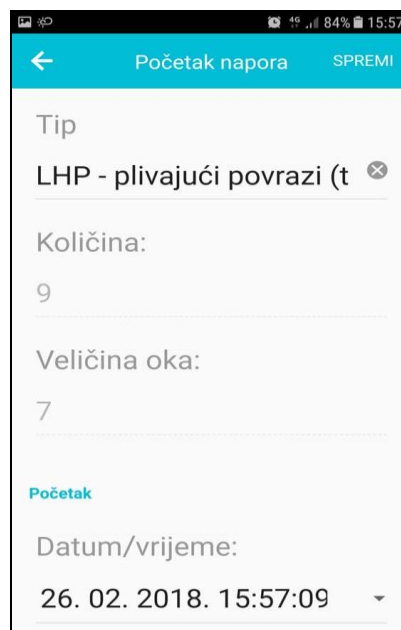 4G 84% 15:57
Početak napora SPREMI
Tip
LHP - plivajući povrazi (t
Količina:
9
Veličina oka:
7
Početak
Datum/vrijeme:
26. 02. 2018. 15:57:09